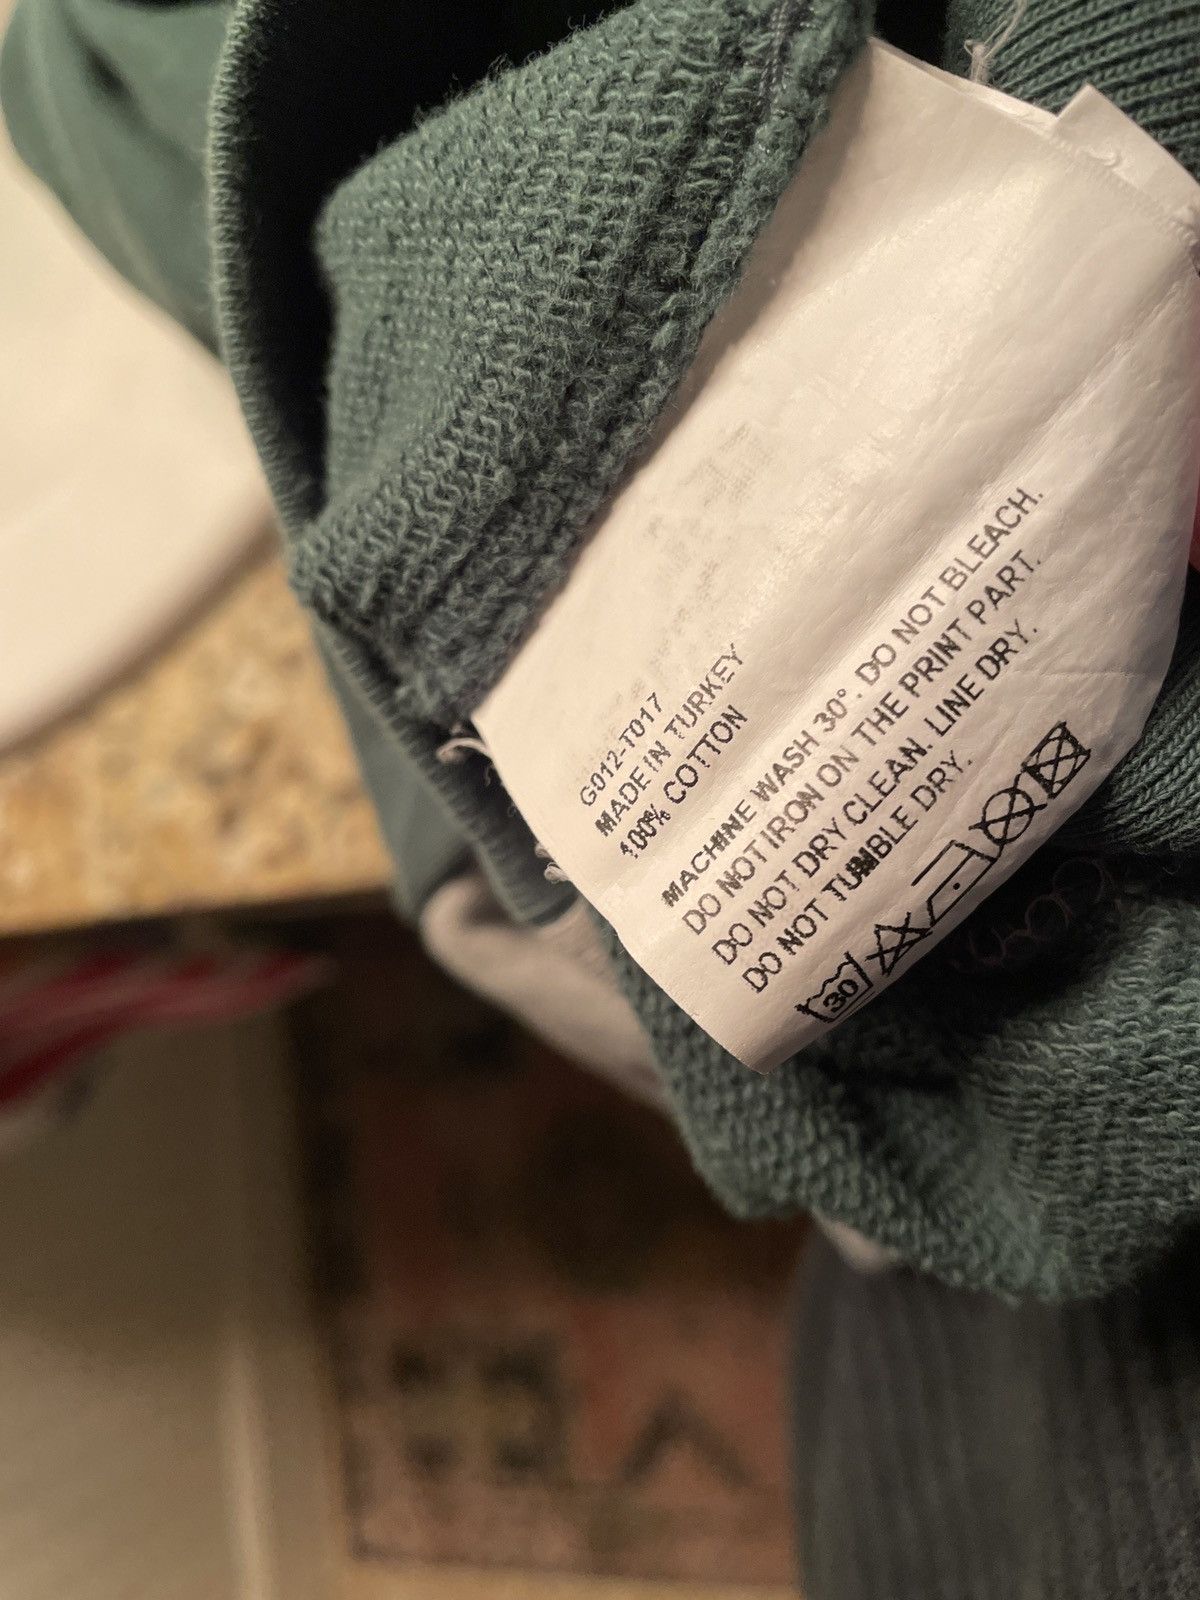 G012-T017
MADE IN TURKEY
100% COTTON
MACHINE WASH 30°. DO NOT BLEACH.
DO NOT IRON ON THE PRINT PART.
DO NOT DRY CLEAN. LINE DRY.
DO NOT TUMBLE DRY.
30